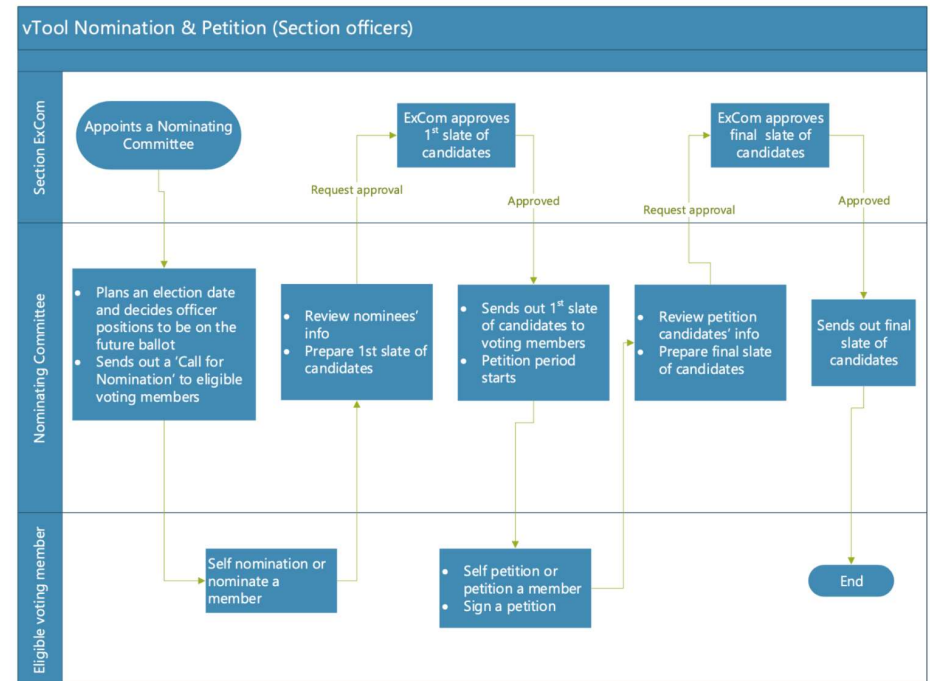 vTool Nomination & Petition (Section officers)
Section ExCom
Appoints a Nominating
Committee
ExCom approves
1st slate of
candidates
ExCom approves
final slate of
candidates
Request approval
Approved
Request approval
Approved
Nominating Committee
• Plans an election date
and decides officer
positions to be on the
future ballot
• Sends out a 'Call for
Nomination' to eligible
voting members
• Review nominees'
info
• Prepare 1st slate of
candidates
• Sends out 1st slate
of candidates to
voting members
• Petition period
starts
• Review petition
candidates' info
• Prepare final slate
of candidates
Sends out final
slate of
candidates
Eligible voting member
Self nomination or
nominate a
member
• Self petition or
petition a member
• Sign a petition
End